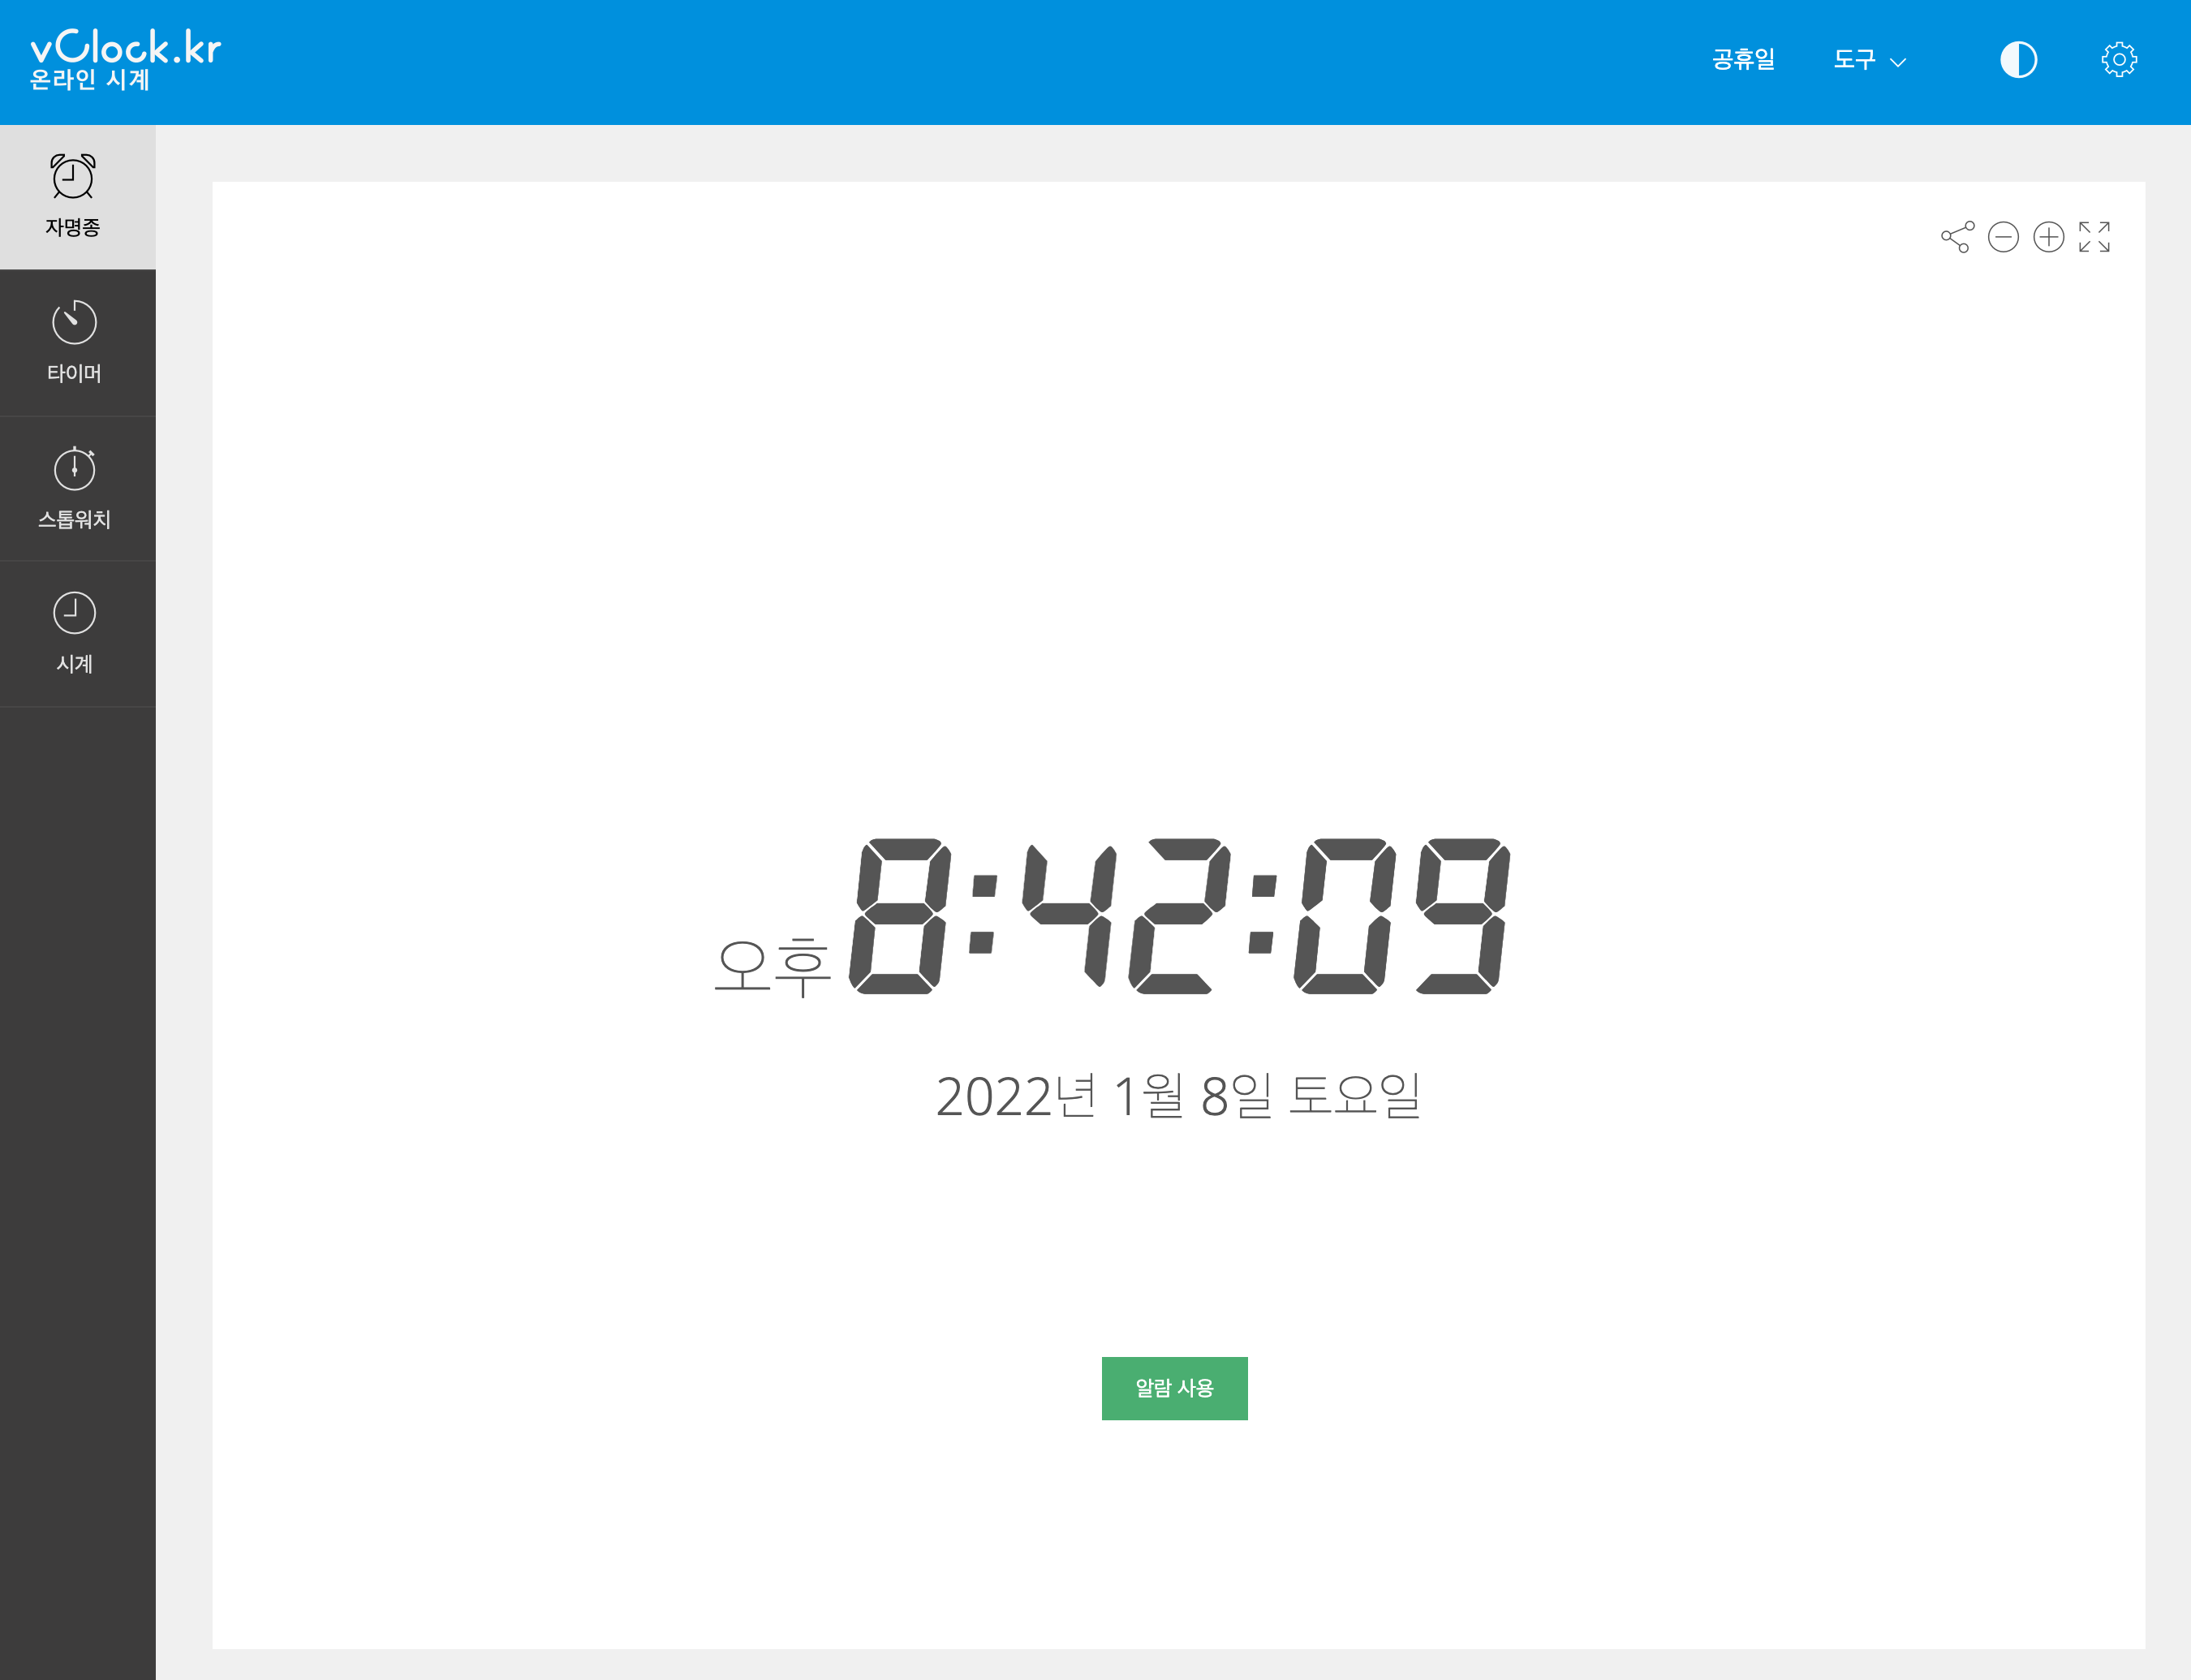 vClock.kr
온라인 시계
공휴일
도구
자명종
타이머
스톱워치
시계
오후 8:42:09
2022년 1월 8일 토요일
알람 사용